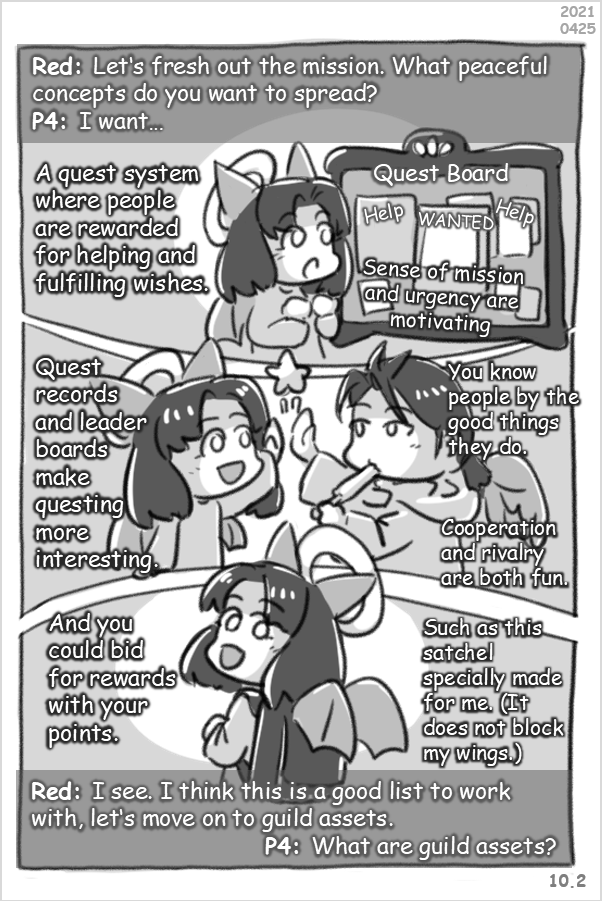 2021
0425
Red: Let's fresh out the mission. What peaceful
concepts do you want to spread?
P4: I want...
A quest system
where people
are rewarded
for helping and
fulfilling wishes.
Quest Board
Help
WANTED
Help
Sense of mission
and urgency are
motivating
Quest
records
and leader
boards
make
questing
more
interesting.
You know
people by the
good things
they do.
Cooperation
and rivalry
are both fun.
And you
could bid
for rewards
with your
points.
Such as this
satchel
specially made
for me. (It
does not block
my wings.)
Red: I see. I think this is a good list to work
with, let's move on to guild assets.
P4: What are guild assets?
10.2